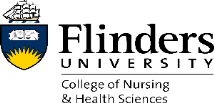 Flinders
UNIVERSITY
College of Nursing
& Health Sciences